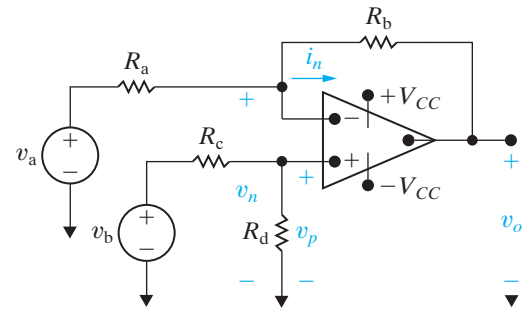 R_b
R_a
i_n
+
+V_CC
−
v_a
+
−
R_c
+
+
−V_CC
+
v_b
+
−
v_n
R_d
v_p
v_o
−
−
−